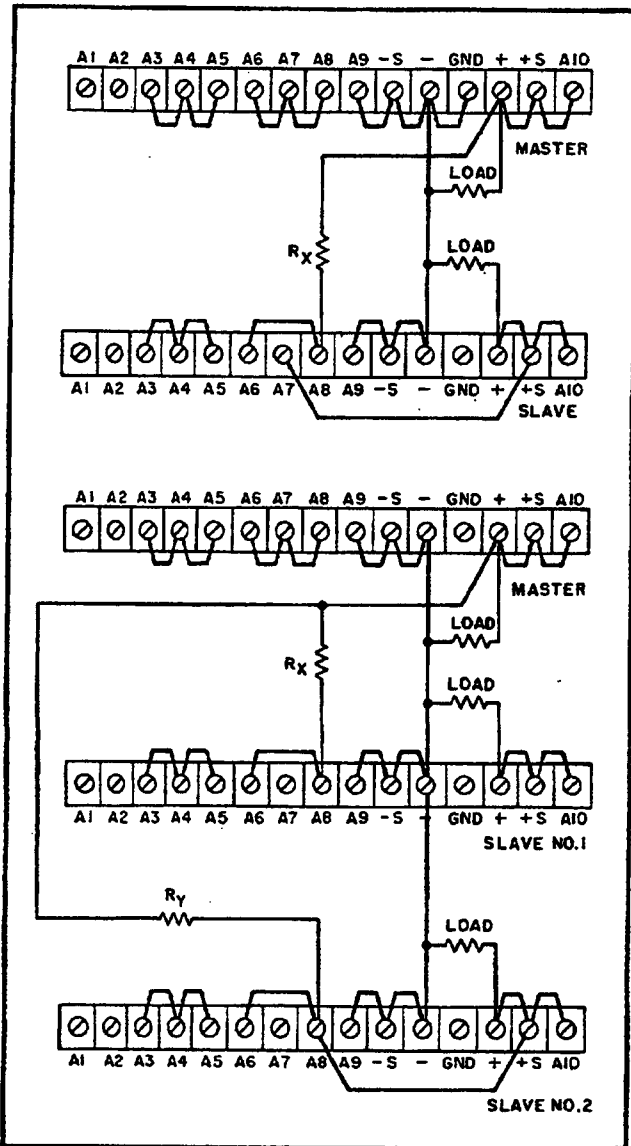 A1 A2 A3 A4 A5 A6 A7 A8 A9 -S - GND + +S A10
MASTER
LOAD
LOAD
RX
A1 A2 A3 A4 A5 A6 A7 A8 A9 -S - GND + +S A10
SLAVE
A1 A2 A3 A4 A5 A6 A7 A8 A9 -S - GND + +S A10
MASTER
LOAD
RX
LOAD
A1 A2 A3 A4 A5 A6 A7 A8 A9 -S - GND + +S A10
SLAVE NO.1
RY
LOAD
A1 A2 A3 A4 A5 A6 A7 A8 A9 -S - GND + +S A10
SLAVE NO.2